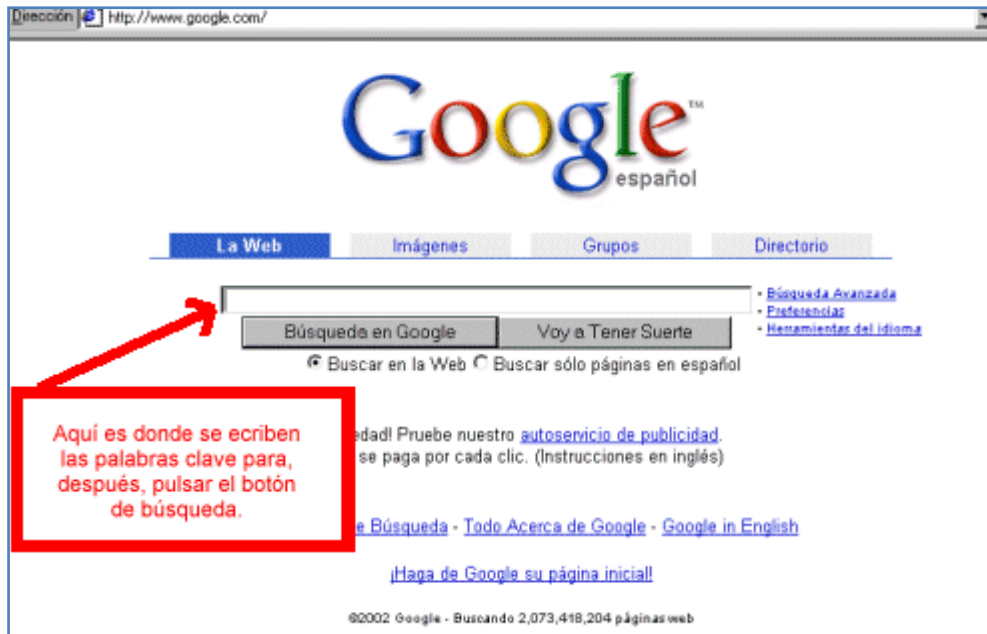 Dirección http://www.google.com/
Google™
español
La Web Imágenes Grupos Directorio
- Búsqueda Avanzada
- Preferencias
- Herramientas del idioma
Búsqueda en Google Voy a Tener Suerte
Buscar en la Web Buscar sólo páginas en español
Aquí es donde se ecriben
las palabras clave para,
después, pulsar el botón
de búsqueda.
edad! Pruebe nuestro autoservicio de publicidad.
se paga por cada clic. (Instrucciones en inglés)
e Búsqueda - Todo Acerca de Google - Google in English
¡Haga de Google su página inicial!
©2002 Google - Buscando 2,073,418,204 páginas web